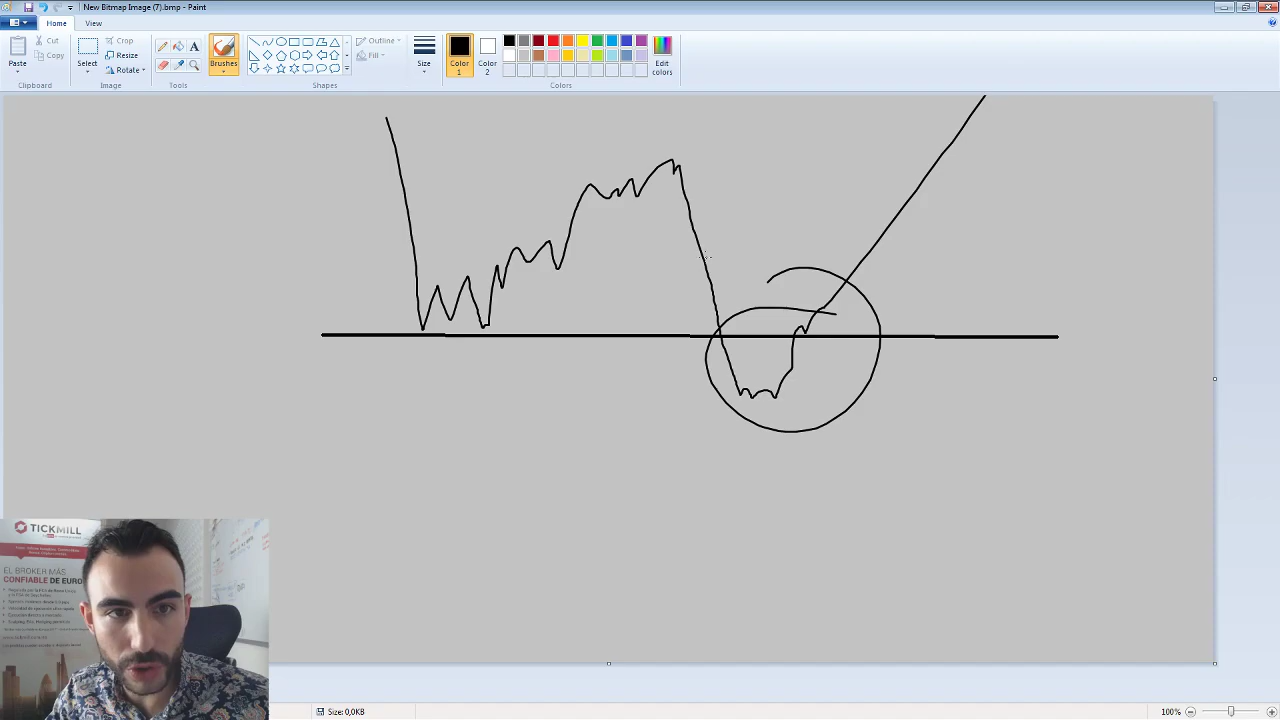 New Bitmap Image (7).bmp - Paint
Home
View
Paste
Cut
Copy
Clipboard
Select
Crop
Resize
Rotate
Image
A
Tools
Brushes
Outline
Fill
Shapes
Size
Color
1
Color
2
Edit
colors
Colors
TICKMILL
EL BROKER MÁS
CONFIABLE DE EURO
Size: 0,0KB
100%